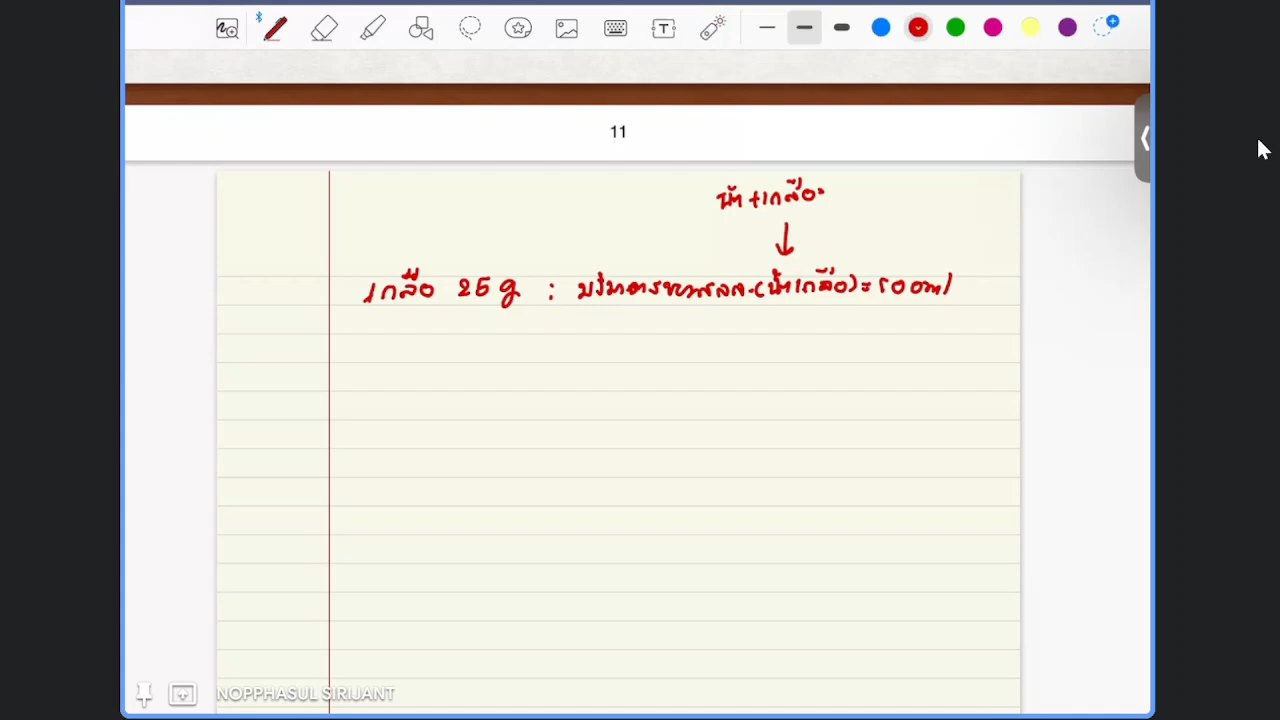 11
น้ำ + เกลือ
↓
เกลือ 25 g : ปริมาตรของสารละลาย (น้ำเกลือ) = 100 ml
NOPPHASUL SIRIJANT